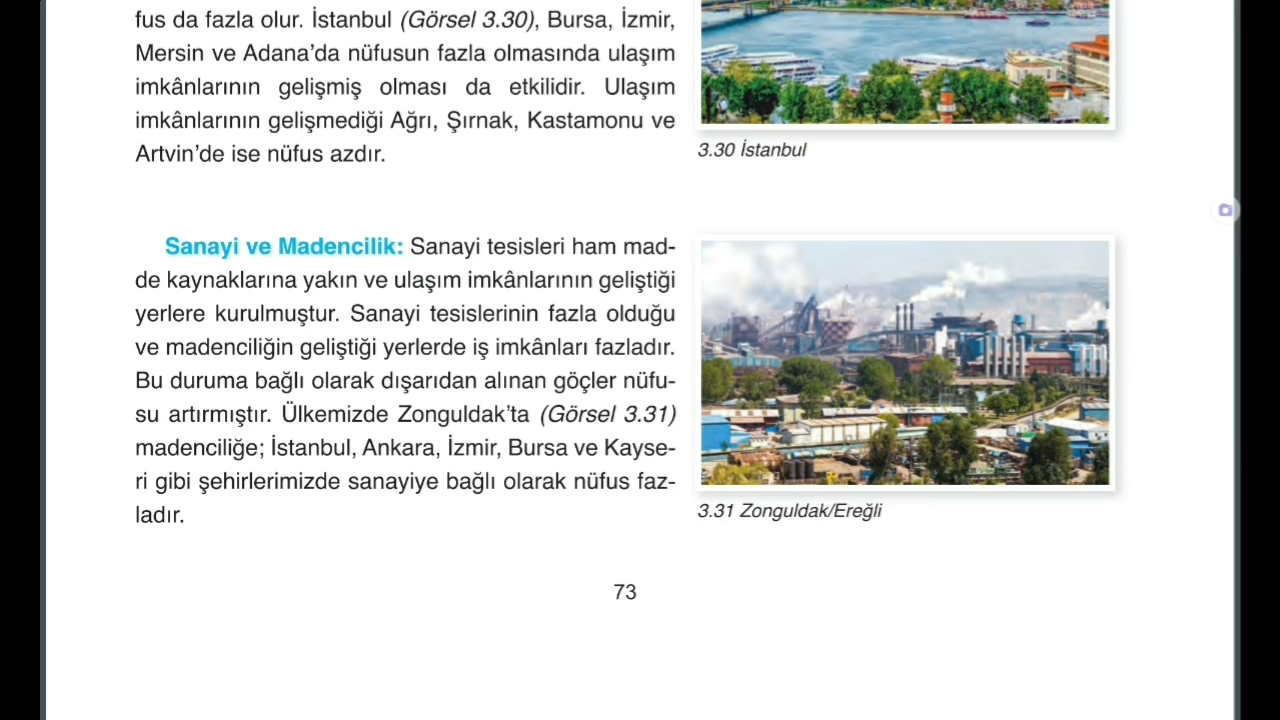 fus da fazla olur. İstanbul (Görsel 3.30), Bursa, İzmir,
Mersin ve Adana’da nüfusun fazla olmasında ulaşım
imkânlarının gelişmiş olması da etkilidir. Ulaşım
imkânlarının gelişmediği Ağrı, Şırnak, Kastamonu ve
Artvin’de ise nüfus azdır.
3.30 İstanbul
Sanayi ve Madencilik: Sanayi tesisleri ham mad-
de kaynaklarına yakın ve ulaşım imkânlarının geliştiği
yerlere kurulmuştur. Sanayi tesislerinin fazla olduğu
ve madenciliğin geliştiği yerlerde iş imkânları fazladır.
Bu duruma bağlı olarak dışarıdan alınan göçler nüfu-
su artırmıştır. Ülkemizde Zonguldak’ta (Görsel 3.31)
madenciliğe; İstanbul, Ankara, İzmir, Bursa ve Kayse-
ri gibi şehirlerimizde sanayiye bağlı olarak nüfus faz-
ladır.
3.31 Zonguldak/Ereğli
73